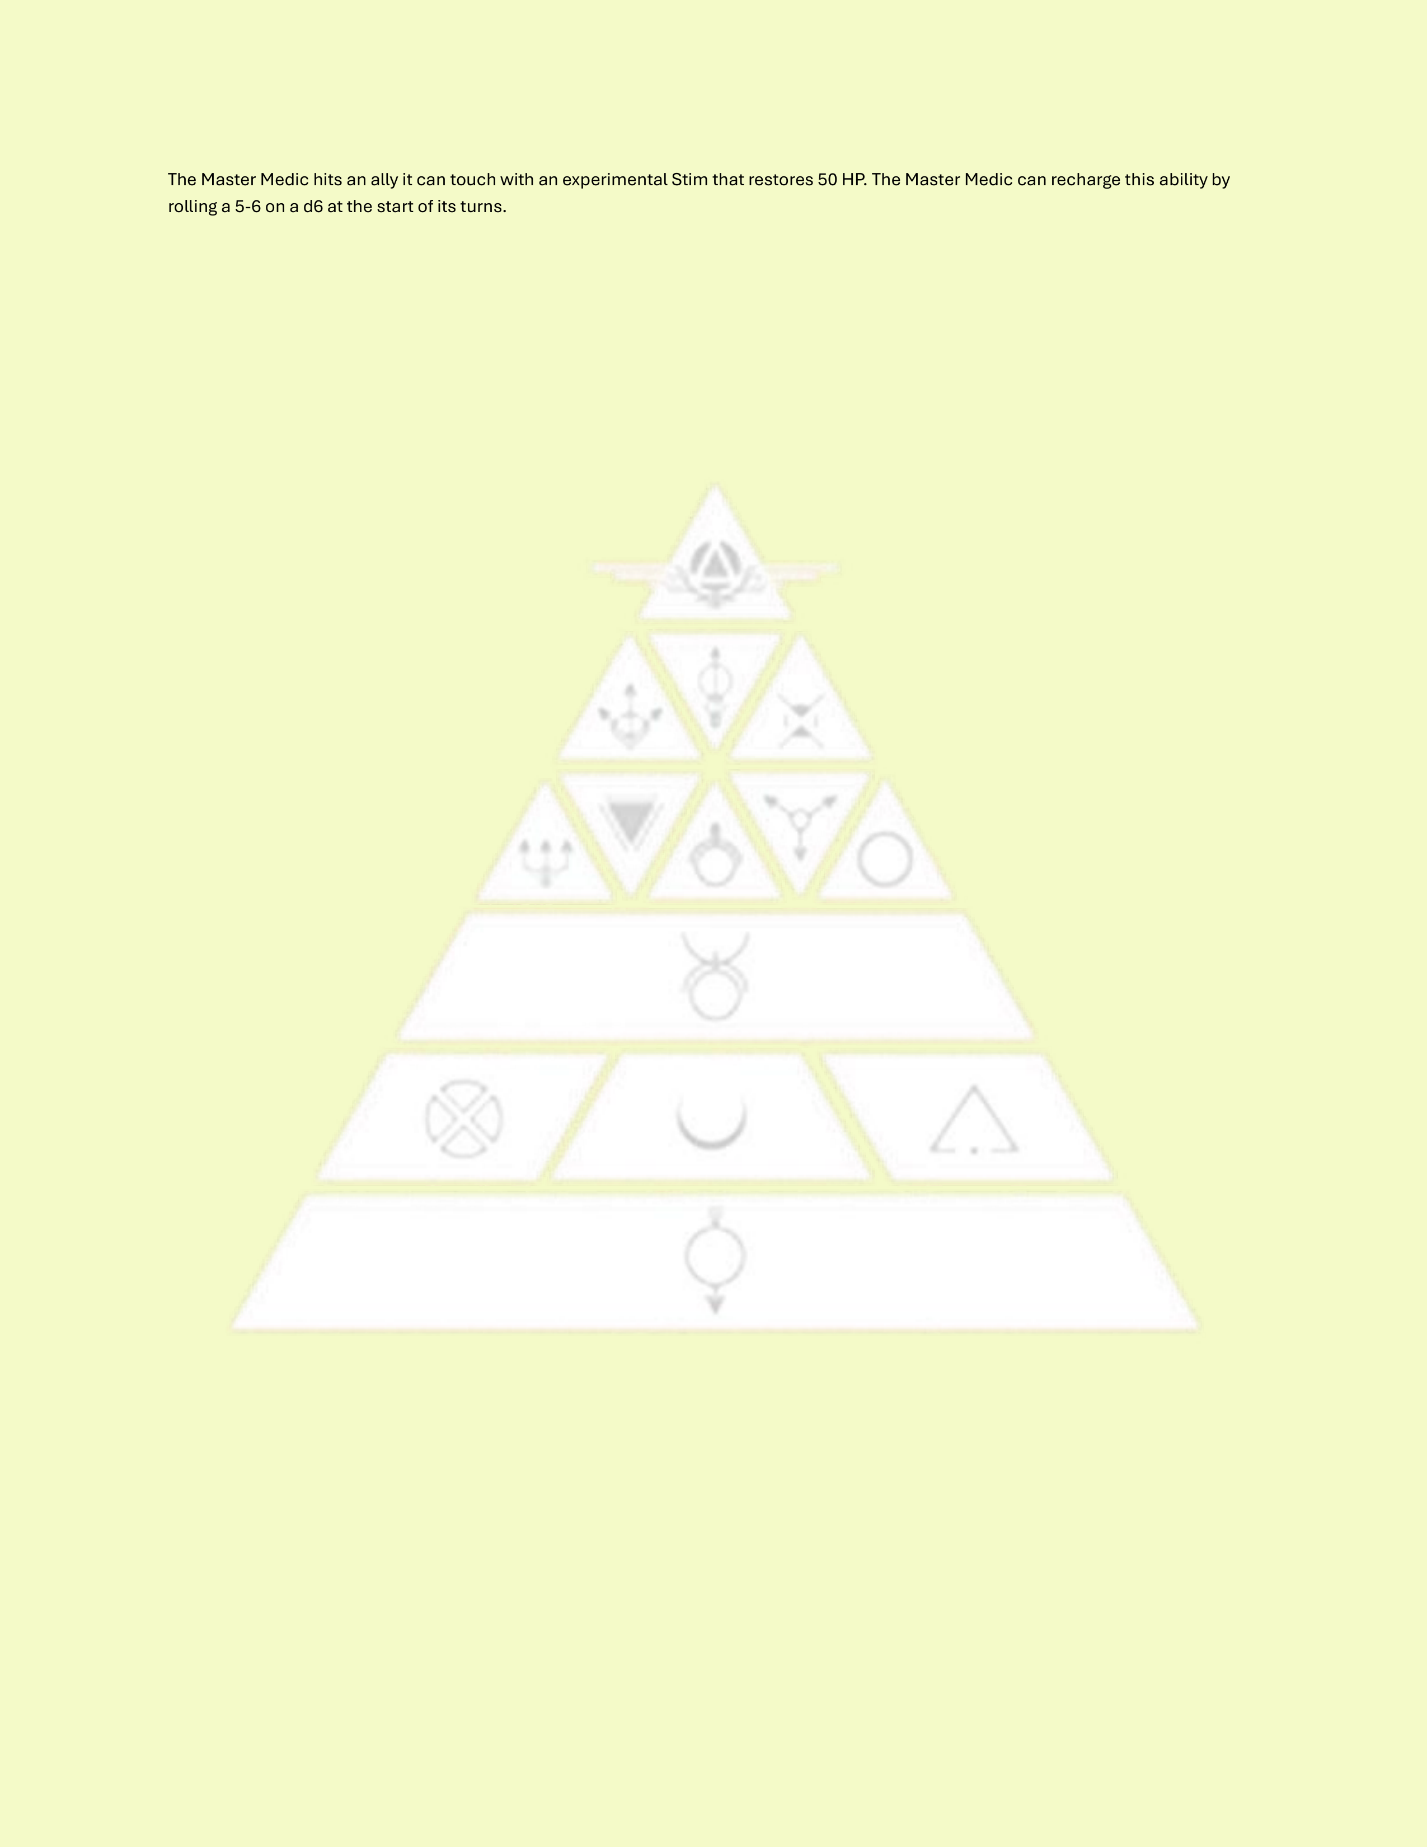 The Master Medic hits an ally it can touch with an experimental Stim that restores 50 HP. The Master Medic can recharge this ability by
rolling a 5-6 on a d6 at the start of its turns.